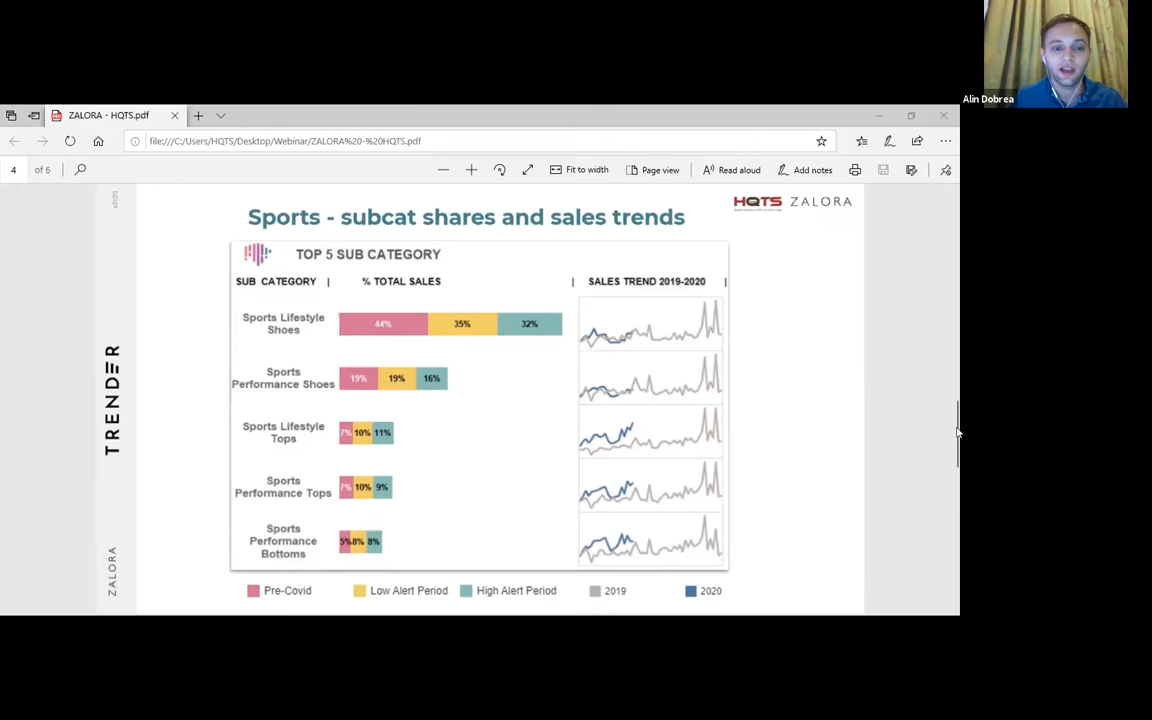 Alin Dobrea
ZALORA - HQTS.pdf
file:///C:/Users/HQTS/Desktop/Webinar/ZALORA%20-%20HQTS.pdf
4 of 6
Fit to width
Page view
Read aloud
Add notes
HQTS ZALORA
Sports - subcat shares and sales trends
TOP 5 SUB CATEGORY
SUB CATEGORY | % TOTAL SALES | SALES TREND 2019-2020 |
Sports Lifestyle
Shoes
44% 35% 32%
Sports
Performance Shoes
19% 19% 16%
Sports Lifestyle
Tops
7% 10% 11%
Sports
Performance Tops
7% 10% 9%
Sports
Performance
Bottoms
5% 8% 8%
Pre-Covid Low Alert Period High Alert Period 2019 2020
TRENDER
ZALORA